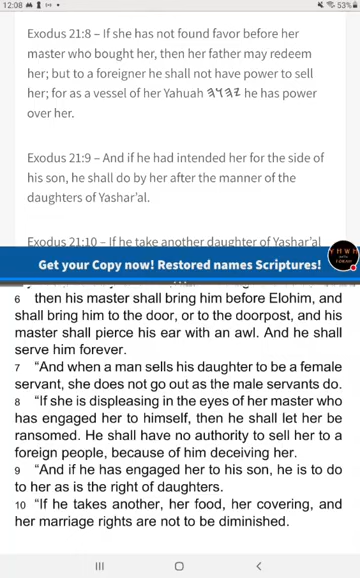 12:08
53%
Exodus 21:8 – If she has not found favor before her
master who bought her, then her father may redeem
her; but to a foreigner he shall not have power to sell
her; for as a vessel of her Yahuah 𐤉𐤄𐤅𐤄 he has power
over her.
Exodus 21:9 – And if he had intended her for the side of
his son, he shall do by her after the manner of the
daughters of Yashar’al.
Exodus 21:10 – If he take another daughter of Yashar’al
Get your Copy now! Restored names Scriptures!
YHWH
6 then his master shall bring him before Elohim, and
shall bring him to the door, or to the doorpost, and his
master shall pierce his ear with an awl. And he shall
serve him forever.
7 “And when a man sells his daughter to be a female
servant, she does not go out as the male servants do.
8 “If she is displeasing in the eyes of her master who
has engaged her to himself, then he shall let her be
ransomed. He shall have no authority to sell her to a
foreign people, because of him deceiving her.
9 “And if he has engaged her to his son, he is to do
to her as is the right of daughters.
10 “If he takes another, her food, her covering, and
her marriage rights are not to be diminished.